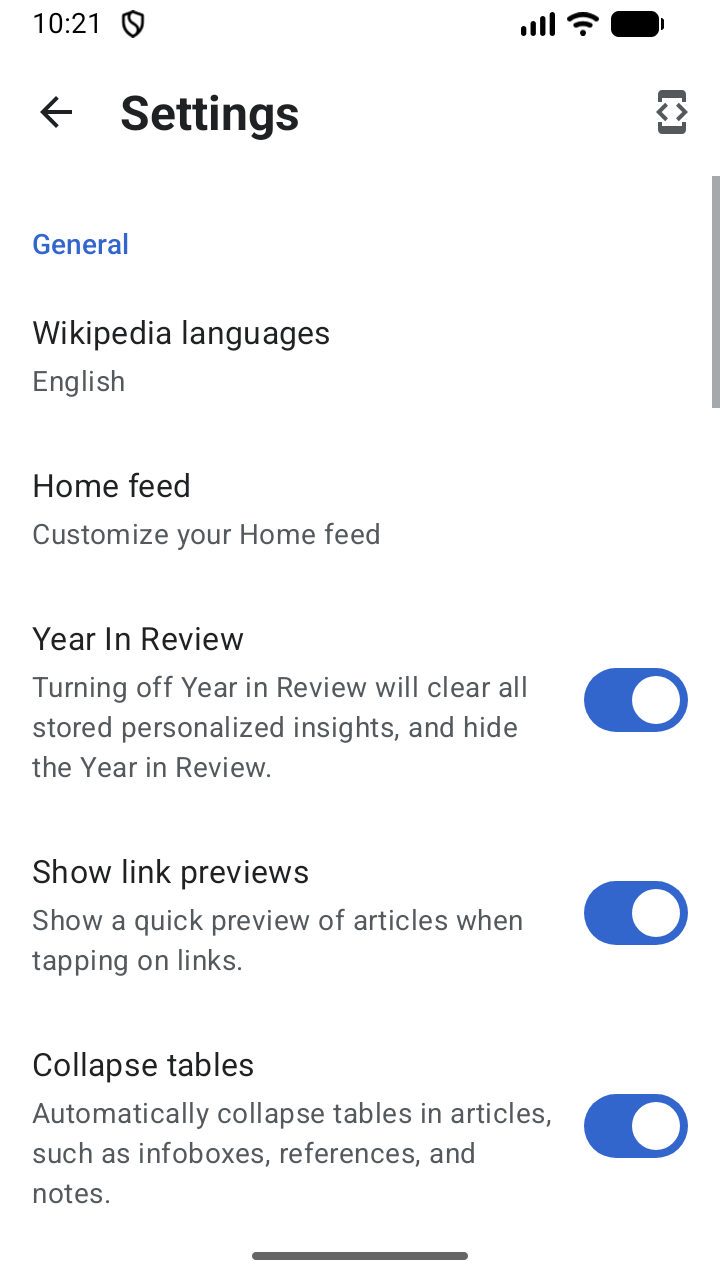 10:21
Settings
General
Wikipedia languages
English
Home feed
Customize your Home feed
Year In Review
Turning off Year in Review will clear all
stored personalized insights, and hide
the Year in Review.
Show link previews
Show a quick preview of articles when
tapping on links.
Collapse tables
Automatically collapse tables in articles,
such as infoboxes, references, and
notes.